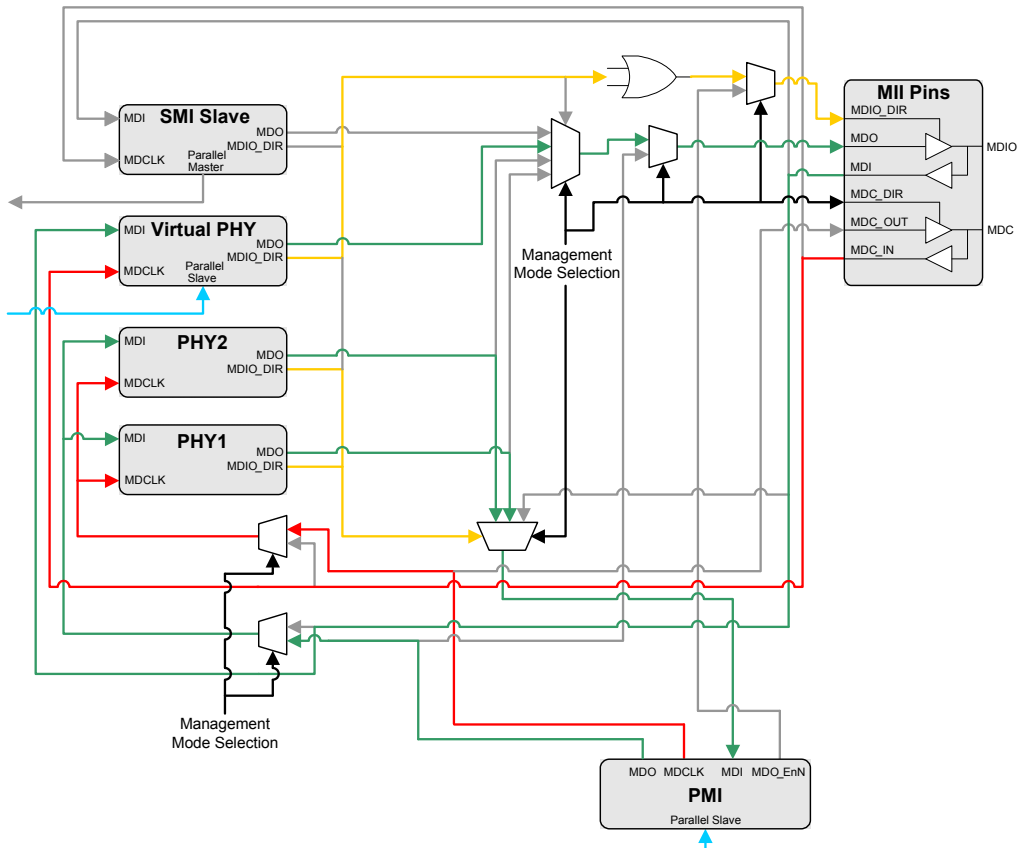 MII Pins
MDIO_DIR
MDO
MDI
MDC_DIR
MDC_OUT
MDC_IN
MDIO
MDC
SMI Slave
MDI
MDCLK
MDO
MDIO_DIR
Parallel
Master
Virtual PHY
MDI
MDCLK
MDO
MDIO_DIR
Parallel
Slave
Management
Mode Selection
PHY2
MDI
MDCLK
MDO
MDIO_DIR
PHY1
MDI
MDCLK
MDO
MDIO_DIR
Management
Mode Selection
MDO MDCLK MDI MDO_EnN
PMI
Parallel Slave